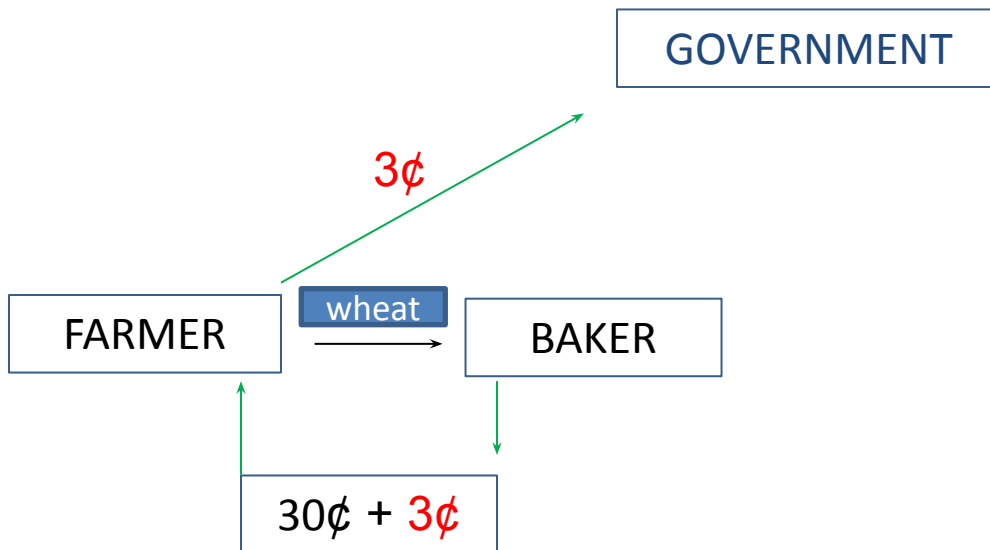 GOVERNMENT
3¢
wheat
FARMER
BAKER
30¢ + 3¢